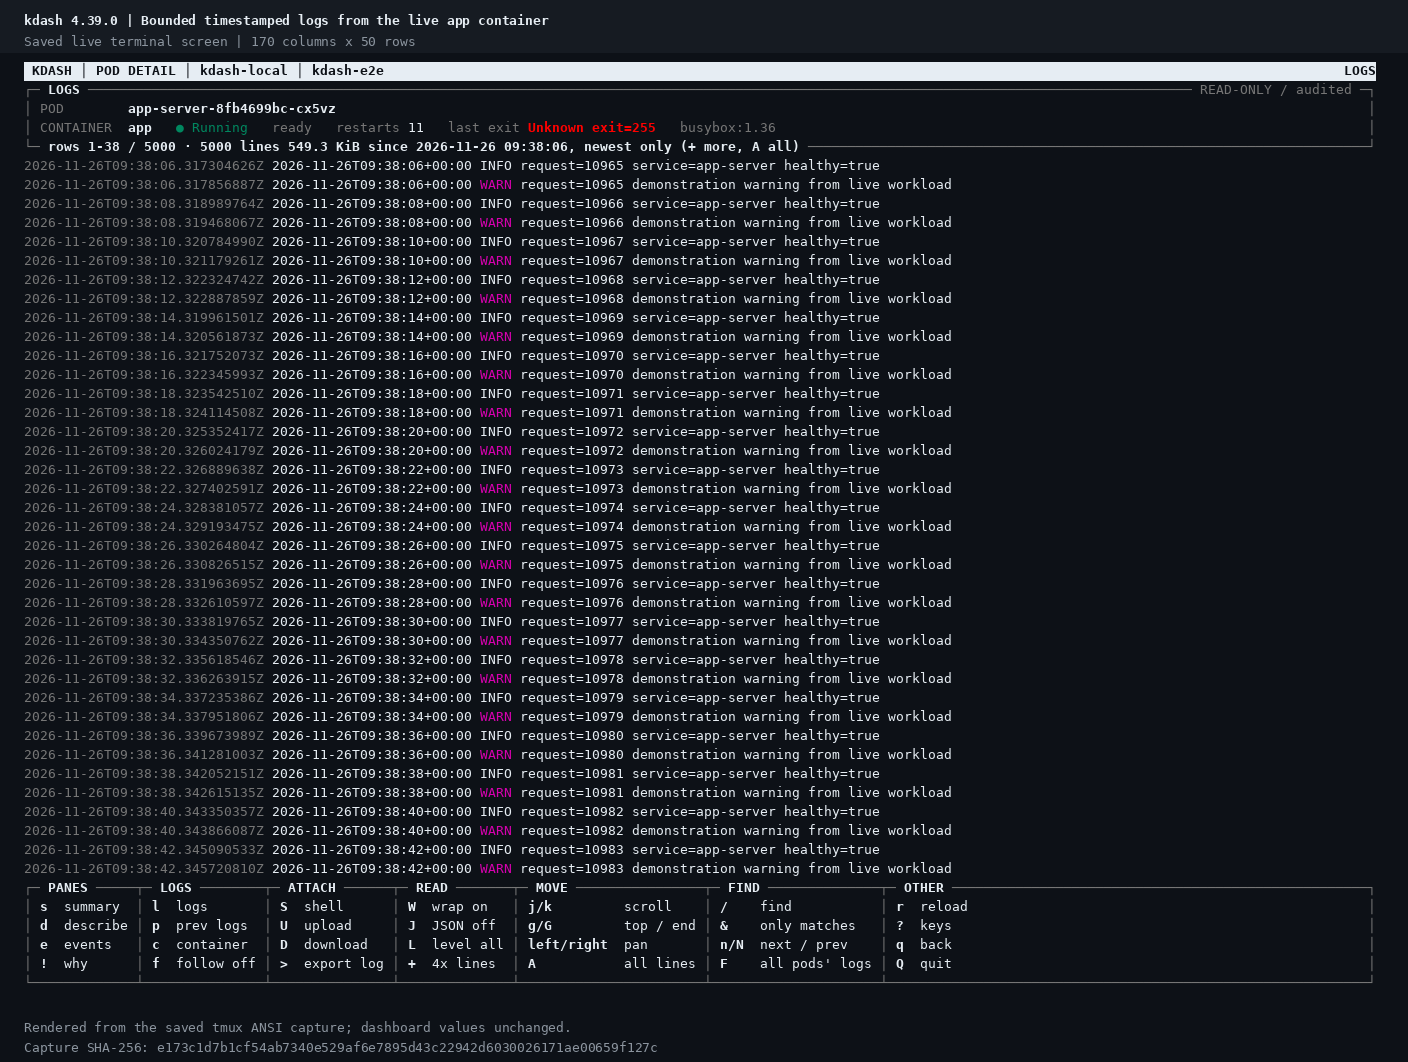 kdash 4.39.0 | Bounded timestamped logs from the live app container
Saved live terminal screen | 170 columns x 50 rows
KDASH │ POD DETAIL │ kdash-local │ kdash-e2e LOGS
LOGS READ-ONLY / audited
POD app-server-8fb4699bc-cx5vz
CONTAINER app ● Running ready restarts 11 last exit Unknown exit=255 busybox:1.36
rows 1-38 / 5000 · 5000 lines 549.3 KiB since 2026-11-26 09:38:06, newest only (+ more, A all)
2026-11-26T09:38:06.317304626Z 2026-11-26T09:38:06+00:00 INFO request=10965 service=app-server healthy=true
2026-11-26T09:38:06.317856887Z 2026-11-26T09:38:06+00:00 WARN request=10965 demonstration warning from live workload
2026-11-26T09:38:08.318989764Z 2026-11-26T09:38:08+00:00 INFO request=10966 service=app-server healthy=true
2026-11-26T09:38:08.319468067Z 2026-11-26T09:38:08+00:00 WARN request=10966 demonstration warning from live workload
2026-11-26T09:38:10.320784990Z 2026-11-26T09:38:10+00:00 INFO request=10967 service=app-server healthy=true
2026-11-26T09:38:10.321179261Z 2026-11-26T09:38:10+00:00 WARN request=10967 demonstration warning from live workload
2026-11-26T09:38:12.322324742Z 2026-11-26T09:38:12+00:00 INFO request=10968 service=app-server healthy=true
2026-11-26T09:38:12.322887859Z 2026-11-26T09:38:12+00:00 WARN request=10968 demonstration warning from live workload
2026-11-26T09:38:14.319961501Z 2026-11-26T09:38:14+00:00 INFO request=10969 service=app-server healthy=true
2026-11-26T09:38:14.320561873Z 2026-11-26T09:38:14+00:00 WARN request=10969 demonstration warning from live workload
2026-11-26T09:38:16.321752073Z 2026-11-26T09:38:16+00:00 INFO request=10970 service=app-server healthy=true
2026-11-26T09:38:16.322345993Z 2026-11-26T09:38:16+00:00 WARN request=10970 demonstration warning from live workload
2026-11-26T09:38:18.323542510Z 2026-11-26T09:38:18+00:00 INFO request=10971 service=app-server healthy=true
2026-11-26T09:38:18.324114508Z 2026-11-26T09:38:18+00:00 WARN request=10971 demonstration warning from live workload
2026-11-26T09:38:20.325352417Z 2026-11-26T09:38:20+00:00 INFO request=10972 service=app-server healthy=true
2026-11-26T09:38:20.326024179Z 2026-11-26T09:38:20+00:00 WARN request=10972 demonstration warning from live workload
2026-11-26T09:38:22.326889638Z 2026-11-26T09:38:22+00:00 INFO request=10973 service=app-server healthy=true
2026-11-26T09:38:22.327402591Z 2026-11-26T09:38:22+00:00 WARN request=10973 demonstration warning from live workload
2026-11-26T09:38:24.328381057Z 2026-11-26T09:38:24+00:00 INFO request=10974 service=app-server healthy=true
2026-11-26T09:38:24.329193475Z 2026-11-26T09:38:24+00:00 WARN request=10974 demonstration warning from live workload
2026-11-26T09:38:26.330264804Z 2026-11-26T09:38:26+00:00 INFO request=10975 service=app-server healthy=true
2026-11-26T09:38:26.330826515Z 2026-11-26T09:38:26+00:00 WARN request=10975 demonstration warning from live workload
2026-11-26T09:38:28.331963695Z 2026-11-26T09:38:28+00:00 INFO request=10976 service=app-server healthy=true
2026-11-26T09:38:28.332610597Z 2026-11-26T09:38:28+00:00 WARN request=10976 demonstration warning from live workload
2026-11-26T09:38:30.333819765Z 2026-11-26T09:38:30+00:00 INFO request=10977 service=app-server healthy=true
2026-11-26T09:38:30.334350762Z 2026-11-26T09:38:30+00:00 WARN request=10977 demonstration warning from live workload
2026-11-26T09:38:32.335618546Z 2026-11-26T09:38:32+00:00 INFO request=10978 service=app-server healthy=true
2026-11-26T09:38:32.336263915Z 2026-11-26T09:38:32+00:00 WARN request=10978 demonstration warning from live workload
2026-11-26T09:38:34.337235386Z 2026-11-26T09:38:34+00:00 INFO request=10979 service=app-server healthy=true
2026-11-26T09:38:34.337951806Z 2026-11-26T09:38:34+00:00 WARN request=10979 demonstration warning from live workload
2026-11-26T09:38:36.339673989Z 2026-11-26T09:38:36+00:00 INFO request=10980 service=app-server healthy=true
2026-11-26T09:38:36.341281003Z 2026-11-26T09:38:36+00:00 WARN request=10980 demonstration warning from live workload
2026-11-26T09:38:38.342052151Z 2026-11-26T09:38:38+00:00 INFO request=10981 service=app-server healthy=true
2026-11-26T09:38:38.342615135Z 2026-11-26T09:38:38+00:00 WARN request=10981 demonstration warning from live workload
2026-11-26T09:38:40.343350357Z 2026-11-26T09:38:40+00:00 INFO request=10982 service=app-server healthy=true
2026-11-26T09:38:40.343866087Z 2026-11-26T09:38:40+00:00 WARN request=10982 demonstration warning from live workload
2026-11-26T09:38:42.345090533Z 2026-11-26T09:38:42+00:00 INFO request=10983 service=app-server healthy=true
2026-11-26T09:38:42.345720810Z 2026-11-26T09:38:42+00:00 WARN request=10983 demonstration warning from live workload
PANES LOGS ATTACH READ MOVE FIND OTHER
s summary │ l logs │ S shell │ W wrap on │ j/k scroll │ / find │ r reload
d describe │ p prev logs │ U upload │ J JSON off │ g/G top / end │ & only matches │ ? keys
e events │ c container │ D download │ L level all │ left/right pan │ n/N next / prev │ q back
! why │ f follow off │ > export log │ + 4x lines │ A all lines │ F all pods' logs │ Q quit
Rendered from the saved tmux ANSI capture; dashboard values unchanged.
Capture SHA-256: e173c1d7b1cf54ab7340e529af6e7895d43c22942d6030026171ae00659f127c